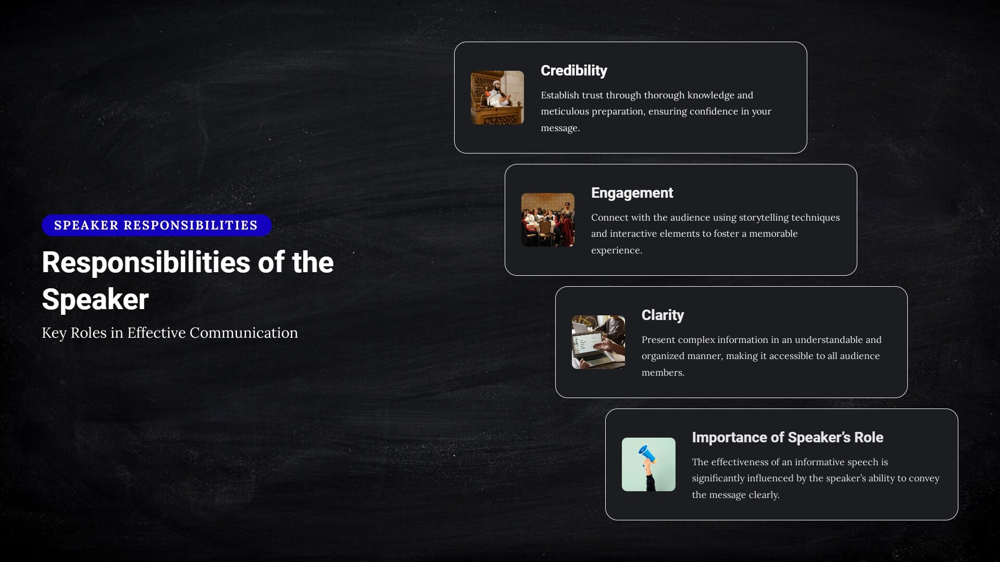 SPEAKER RESPONSIBILITIES
Responsibilities of the
Speaker
Key Roles in Effective Communication
Credibility
Establish trust through thorough knowledge and
meticulous preparation, ensuring confidence in your
message.
Engagement
Connect with the audience using storytelling techniques
and interactive elements to foster a memorable
experience.
Clarity
Present complex information in an understandable and
organized manner, making it accessible to all audience
members.
Importance of Speaker’s Role
The effectiveness of an informative speech is
significantly influenced by the speaker’s ability to convey
the message clearly.